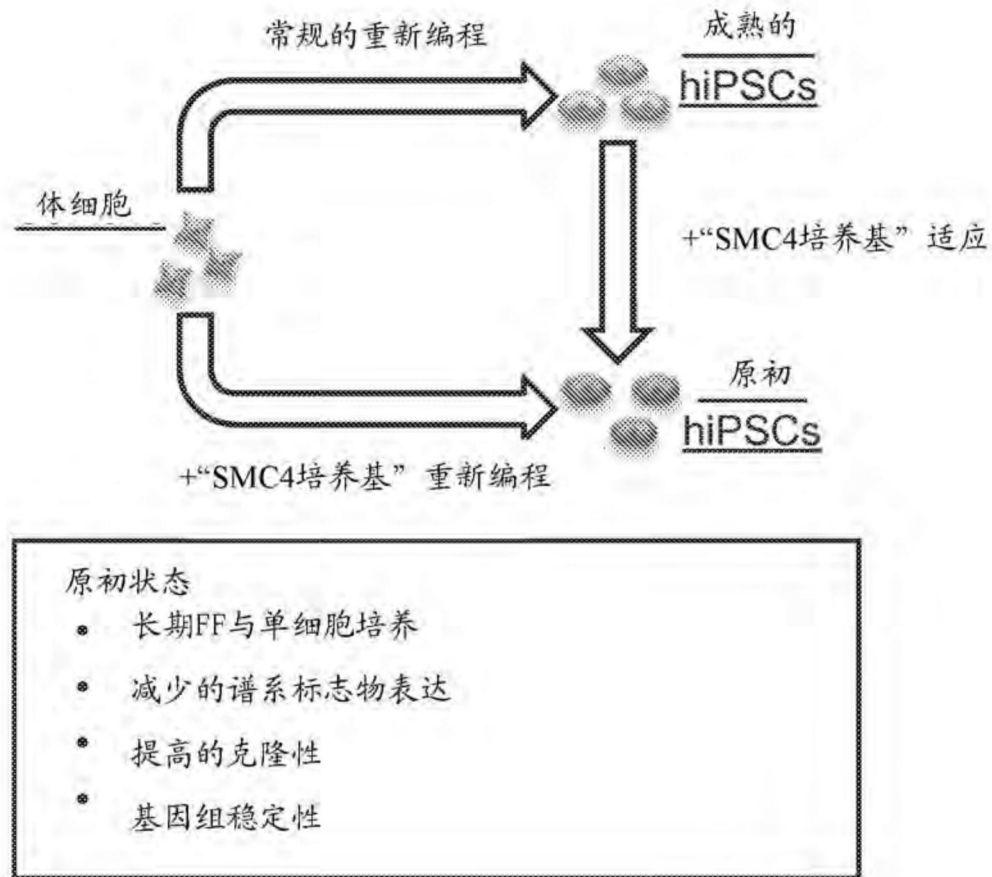 常规的重新编程
成熟的
hiPSCs
体细胞
+“SMC4培养基”适应
原初
hiPSCs
+“SMC4培养基”重新编程
原初状态
• 长期FF与单细胞培养
• 减少的谱系标志物表达
• 提高的克隆性
• 基因组稳定性